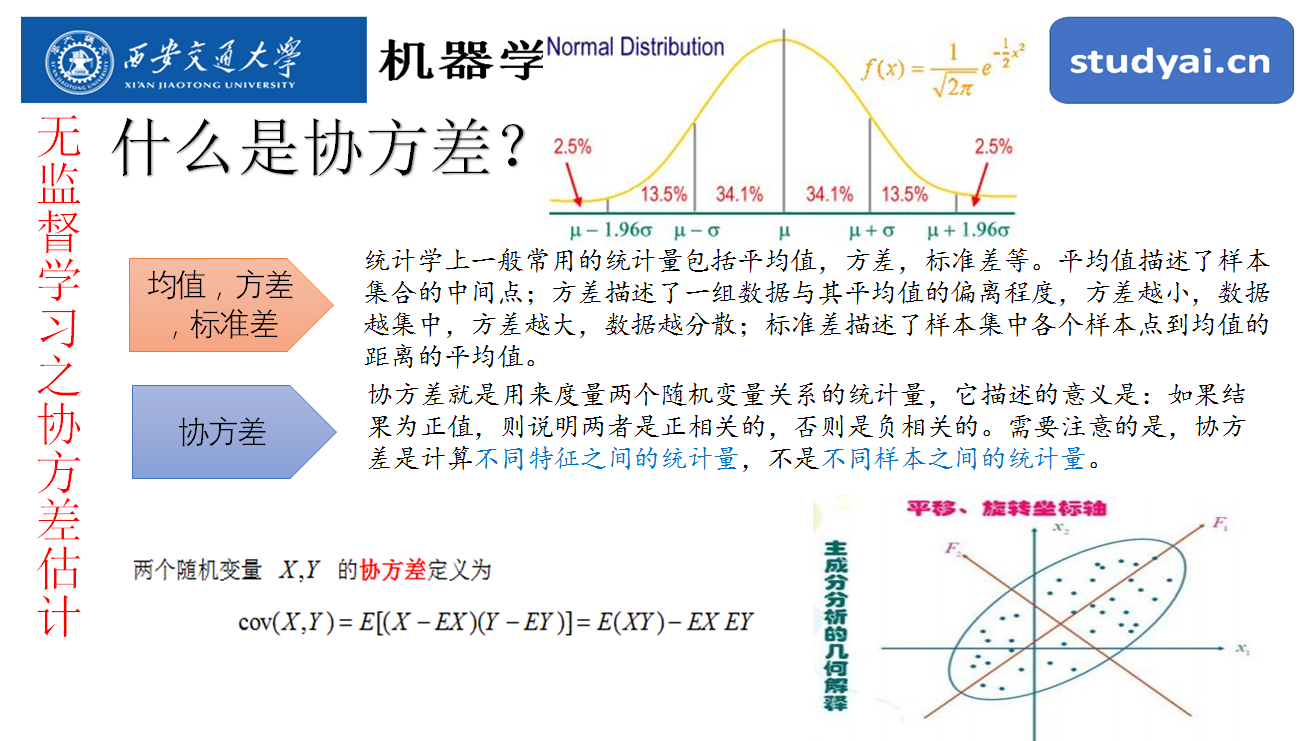 西安交通大学
XI'AN JIAOTONG UNIVERSITY
机器学
Normal Distribution
f(x) = 1/√2π e^(-1/2 x²)
studyai.cn
什么是协方差?
无监督学习之协方差估计
2.5%
2.5%
13.5%
34.1%
34.1%
13.5%
μ − 1.96σ
μ − σ
μ
μ + σ
μ + 1.96σ
均值，方差
，标准差
统计学上一般常用的统计量包括平均值，方差，标准差等。平均值描述了样本
集合的中间点；方差描述了一组数据与其平均值的偏离程度，方差越小，数据
越集中，方差越大，数据越分散；标准差描述了样本集中各个样本点到均值的
距离的平均值。
协方差
协方差就是用来度量两个随机变量关系的统计量，它描述的意义是：如果结
果为正值，则说明两者是正相关的，否则是负相关的。需要注意的是，协方
差是计算不同特征之间的统计量，不是不同样本之间的统计量。
两个随机变量 X,Y 的协方差定义为
cov(X,Y) = E[(X − EX)(Y − EY)] = E(XY) − EX EY
平移、旋转坐标轴
主成分分析的几何解释
x₂
F₁
F₂
x₁